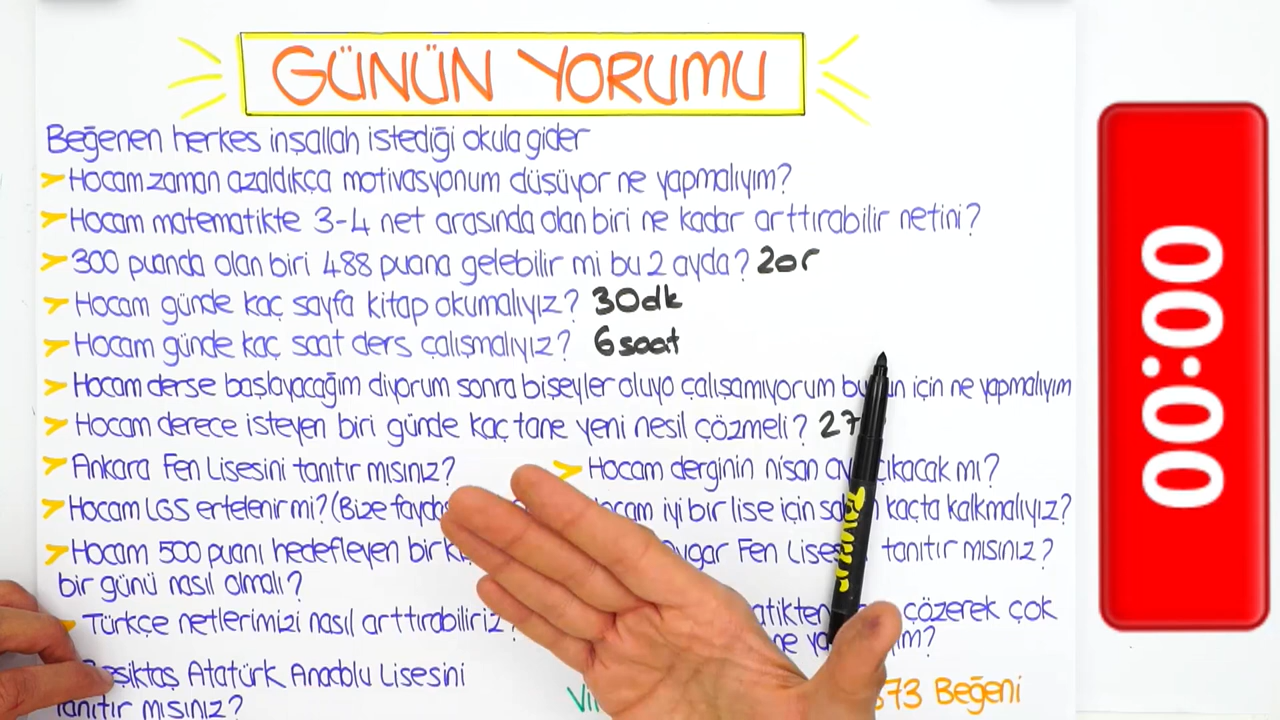 GÜNÜN YORUMU
Beğenen herkes inşallah istediği okula gider
Hocam zaman azaldıkça motivasyonum düşüyor ne yapmalıyım?
Hocam matematikte 3-4 net arasında olan biri ne kadar arttırabilir netini?
300 puanda olan biri 488 puana gelebilir mi bu 2 ayda? Zor
Hocam günde kaç sayfa kitap okumalıyız? 30dk
Hocam günde kaç saat ders çalışmalıyız? 6 saat
Hocam derse başlayacağım diyorum sonra bişeyler oluyo çalışamıyorum için ne yapmalıyım
Hocam derece isteyen biri günde kaç tane yeni nesil çözmeli? 27
Ankara Fen Lisesini tanıtır mısınız?
Hocam derginin nisan çıkacak mı?
Hocam LGS ertelenir mi? (Bize
iyi bir lise için kaçta kalkmalıyız?
Hocam 500 puanı hedefleyen bir
Fen tanıtır mısınız?
bir günü nasıl olmalı?
Türkçe netlerimizi nasıl arttırabiliriz
çözerek çok
ne
Atatürk Anadolu Lisesini
mısınız?
Beğeni
00:00